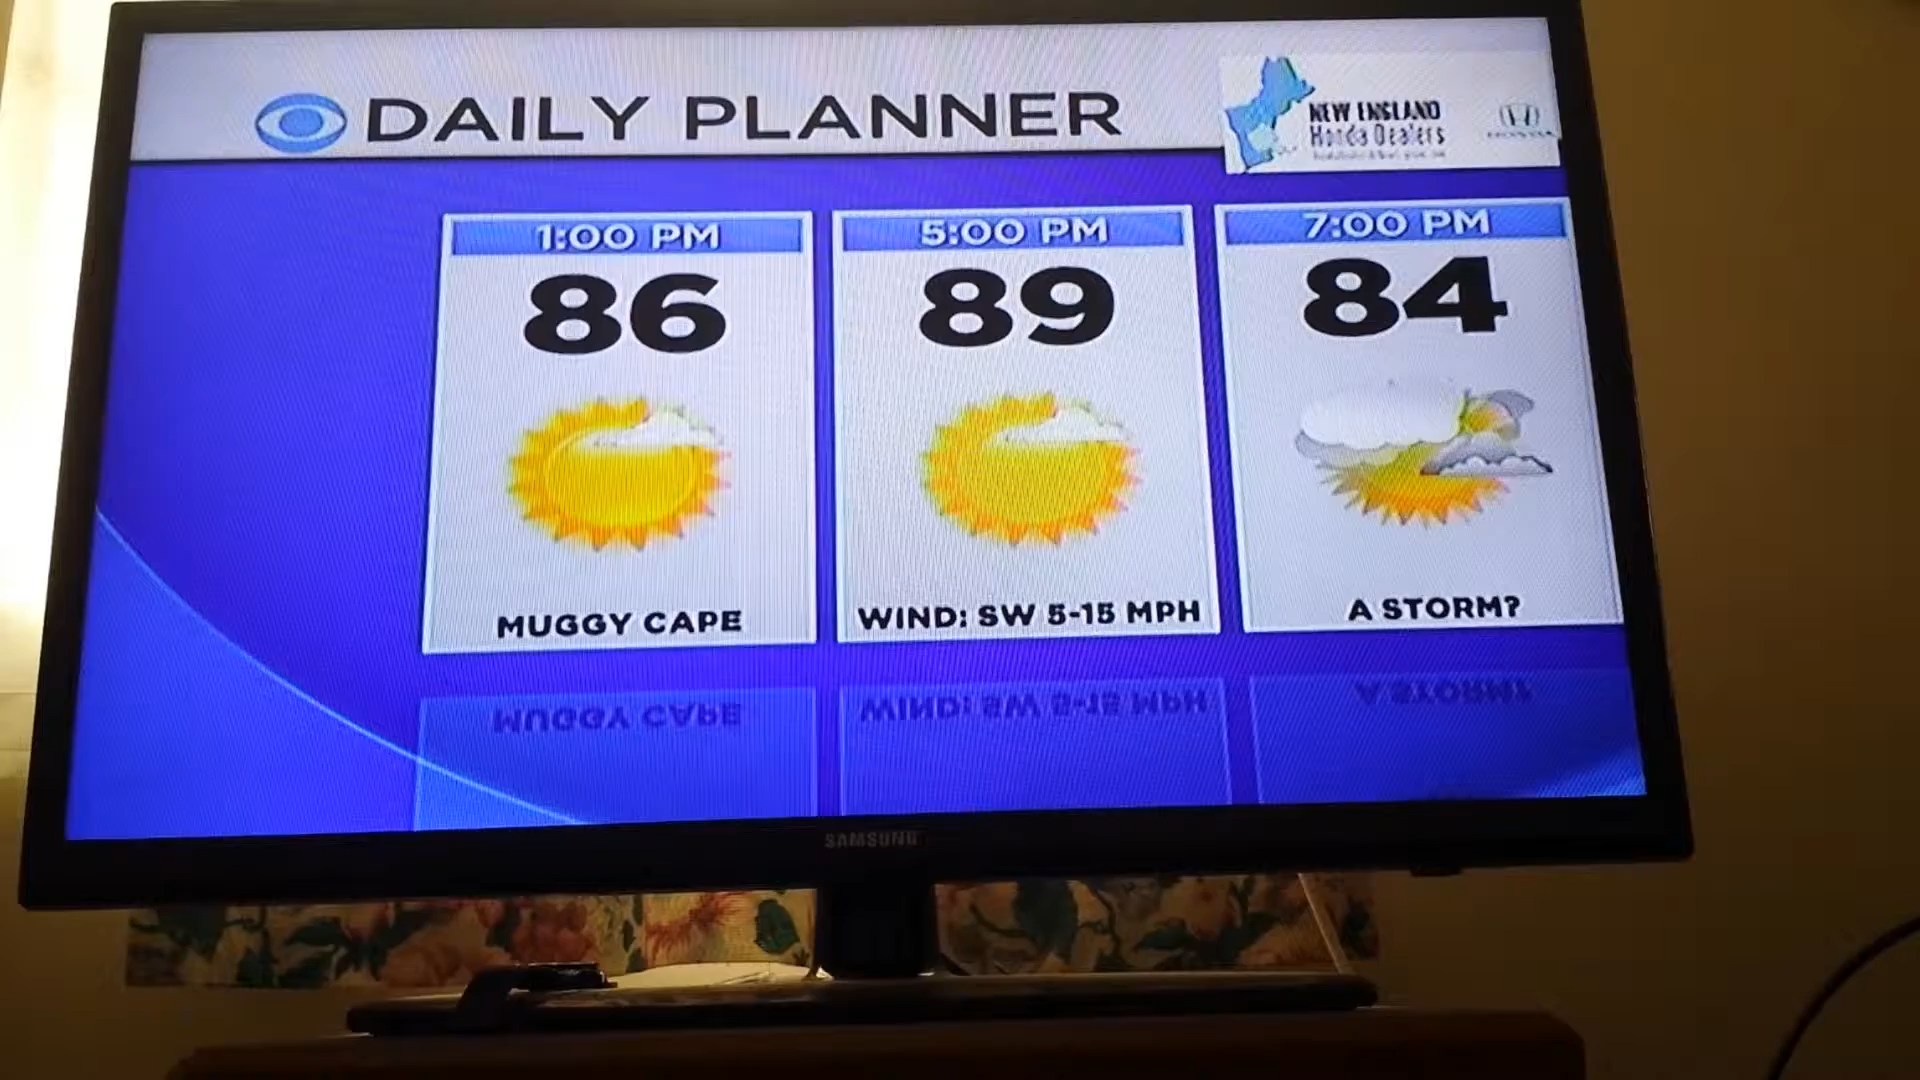 DAILY PLANNER
NEW ENGLAND
Honda Dealers
HONDA
1:00 PM
86
MUGGY CAPE
5:00 PM
89
WIND: SW 5-15 MPH
7:00 PM
84
A STORM?
SAMSUNG